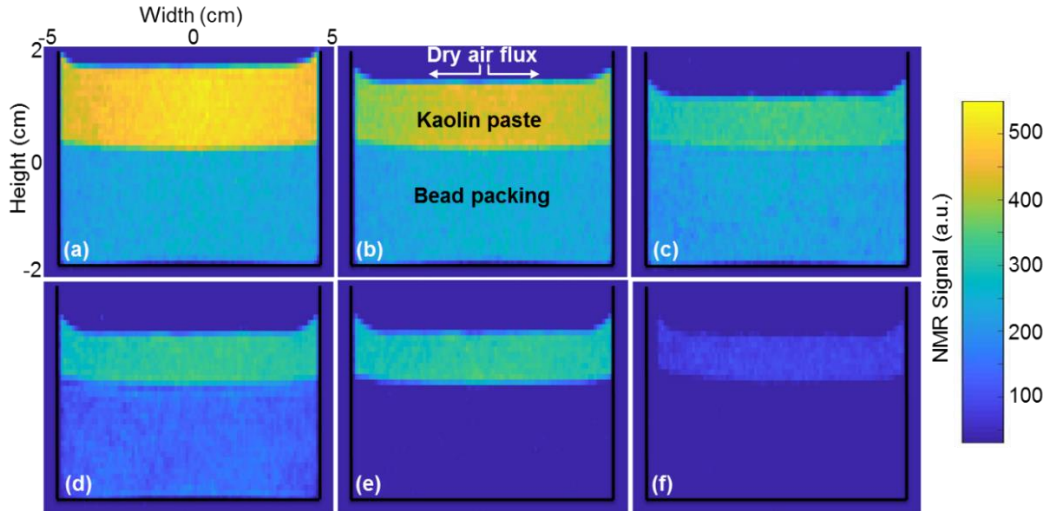 Width (cm)
-5 0 5
2
0
-2
Height (cm)
Dry air flux
Kaolin paste
Bead packing
(a)
(b)
(c)
(d)
(e)
(f)
500
400
300
200
100
NMR Signal (a.u.)